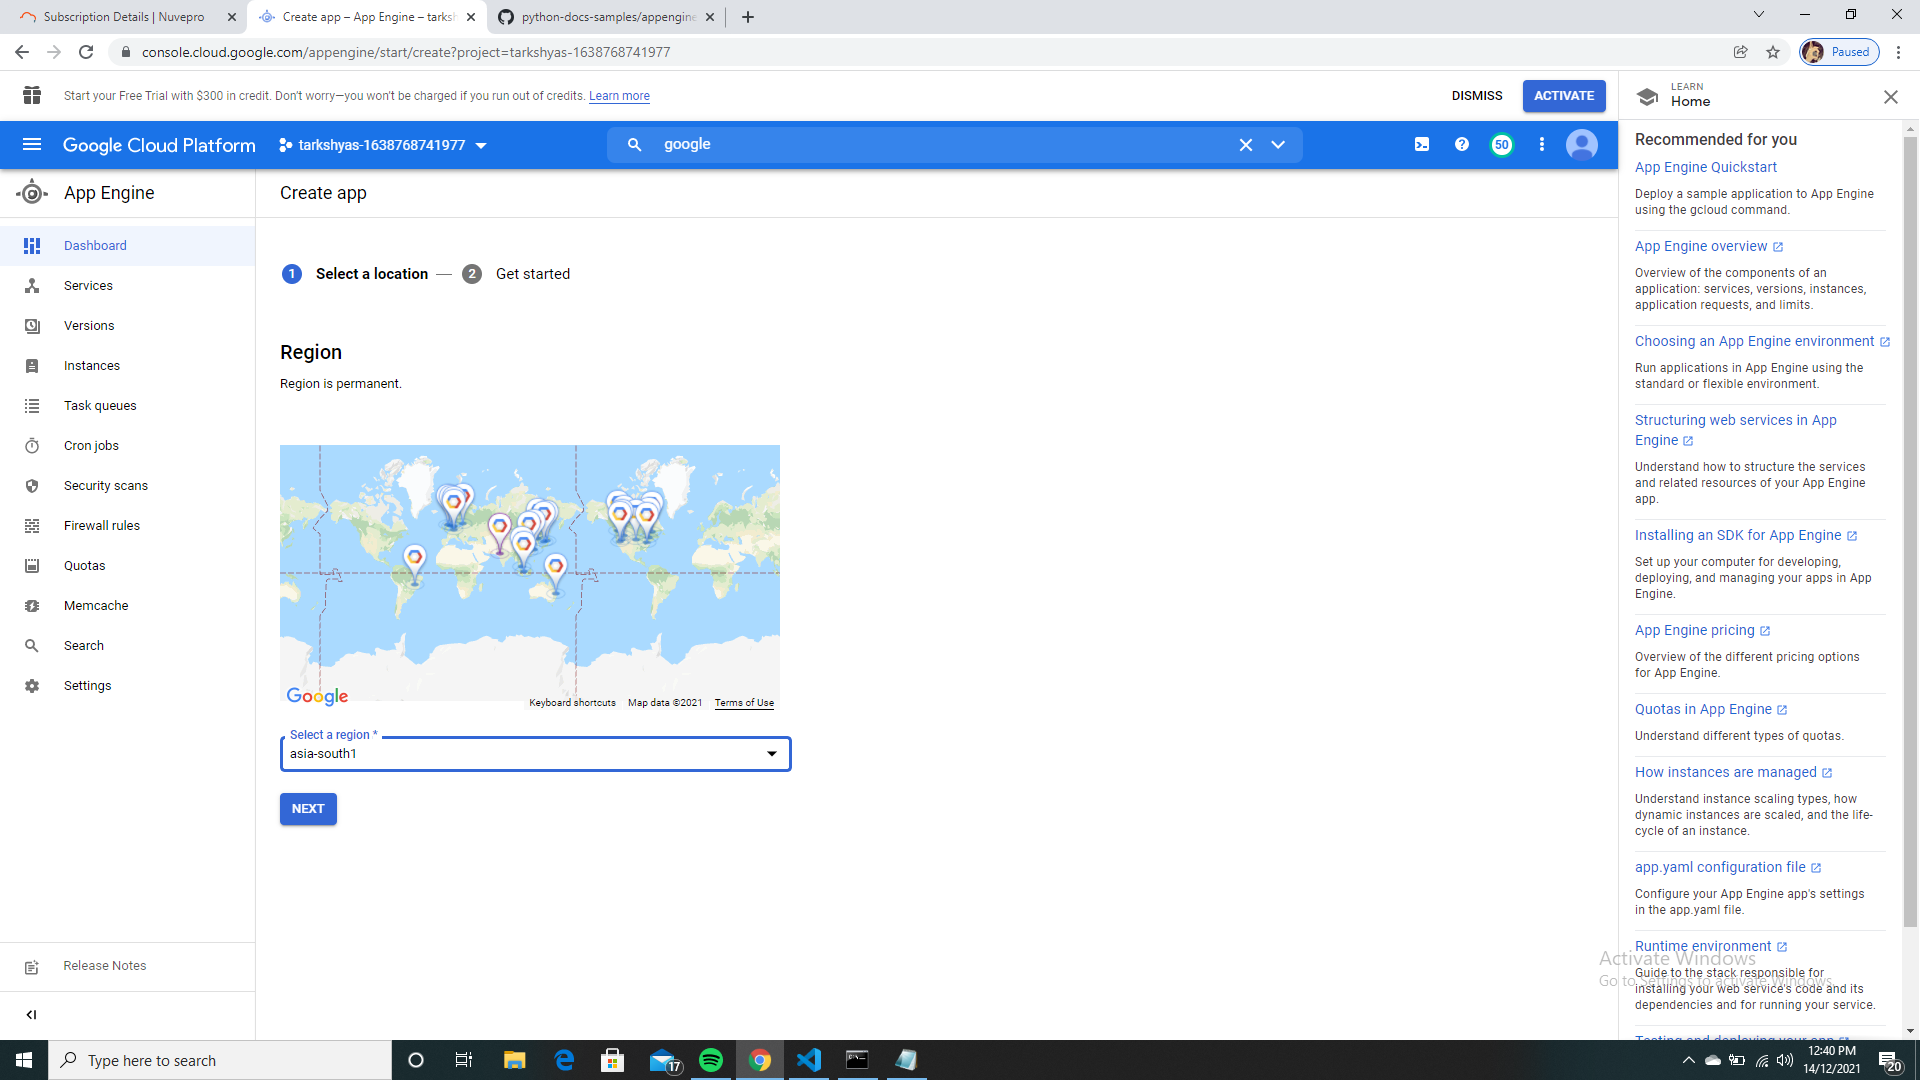 Subscription Details | Nuvepro
Create app – App Engine – tarksh
python-docs-samples/appengine
console.cloud.google.com/appengine/start/create?project=tarkshyas-1638768741977
Paused
Start your Free Trial with $300 in credit. Don't worry—you won't be charged if you run out of credits. Learn more
DISMISS
ACTIVATE
LEARN
Home
Google Cloud Platform
tarkshyas-1638768741977
google
50
App Engine
Create app
Dashboard
Services
Versions
Instances
Task queues
Cron jobs
Security scans
Firewall rules
Quotas
Memcache
Search
Settings
Release Notes
1 Select a location — 2 Get started
Region
Region is permanent.
Google
Keyboard shortcuts
Map data ©2021
Terms of Use
Select a region *
asia-south1
NEXT
Recommended for you
App Engine Quickstart
Deploy a sample application to App Engine
using the gcloud command.
App Engine overview
Overview of the components of an
application: services, versions, instances,
application requests, and limits.
Choosing an App Engine environment
Run applications in App Engine using the
standard or flexible environment.
Structuring web services in App
Engine
Understand how to structure the services
and related resources of your App Engine
app.
Installing an SDK for App Engine
Set up your computer for developing,
deploying, and managing your apps in App
Engine.
App Engine pricing
Overview of the different pricing options
for App Engine.
Quotas in App Engine
Understand different types of quotas.
How instances are managed
Understand instance scaling types, how
dynamic instances are scaled, and the life-
cycle of an instance.
app.yaml configuration file
Configure your App Engine app's settings
in the app.yaml file.
Runtime environment
Guide to the stack responsible for
installing your web service's code and its
dependencies and for running your service.
Testing and deploying your app
Activate Windows
Go to Settings to activate Windows.
Type here to search
17
12:40 PM
14/12/2021
20